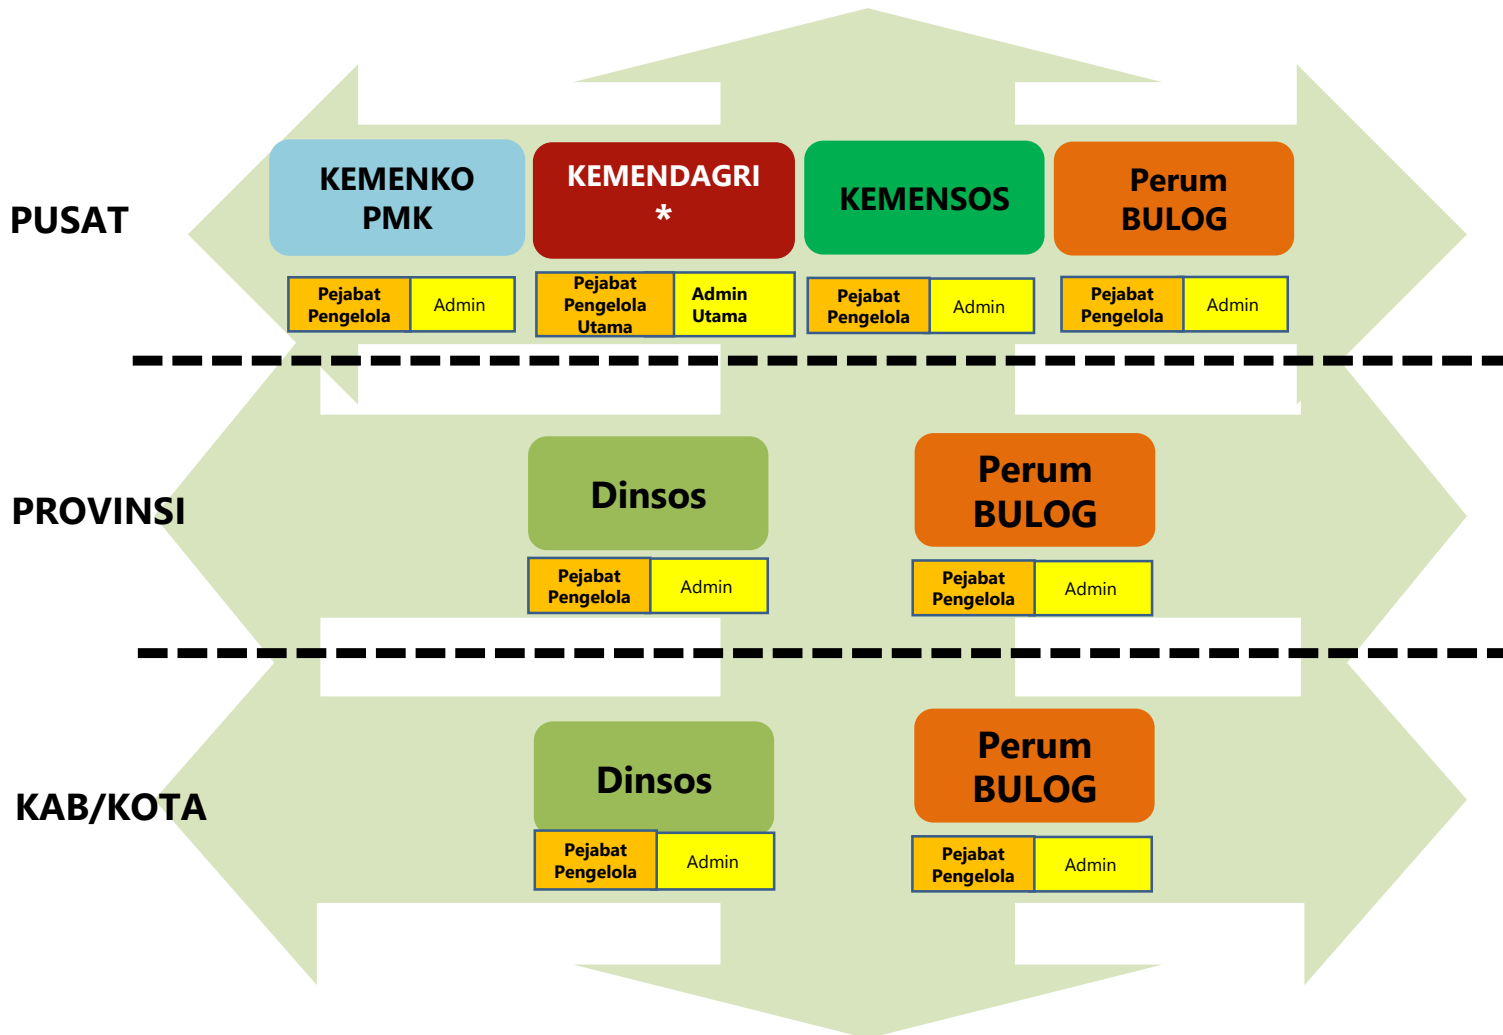 PUSAT
KEMENKO
PMK
KEMENDAGRI
*
KEMENSOS
Perum
BULOG
Pejabat
Pengelola
Admin
Pejabat
Pengelola
Utama
Admin
Utama
Pejabat
Pengelola
Admin
Pejabat
Pengelola
Admin
PROVINSI
Dinsos
Perum
BULOG
Pejabat
Pengelola
Admin
Pejabat
Pengelola
Admin
KAB/KOTA
Dinsos
Perum
BULOG
Pejabat
Pengelola
Admin
Pejabat
Pengelola
Admin